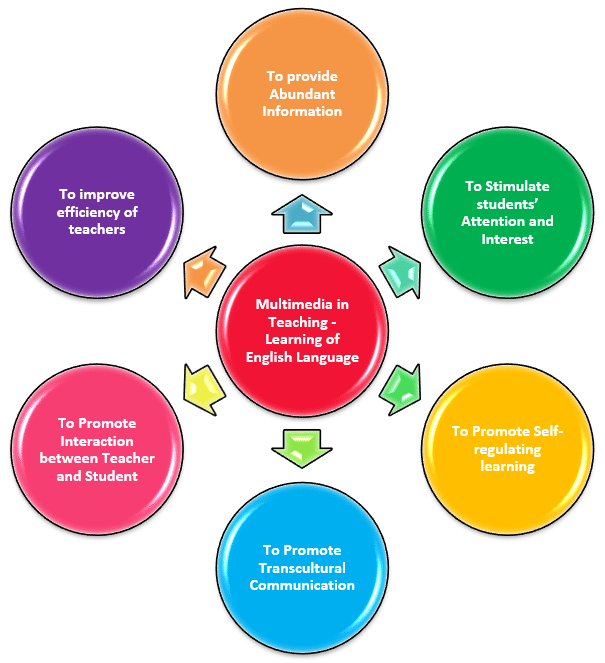 To provide
Abundant
Information
To Stimulate
students’
Attention and
Interest
To Promote Self-
regulating
learning
To Promote
Transcultural
Communication
To Promote
Interaction
between Teacher
and Student
To improve
efficiency of
teachers
Multimedia in
Teaching -
Learning of
English Language